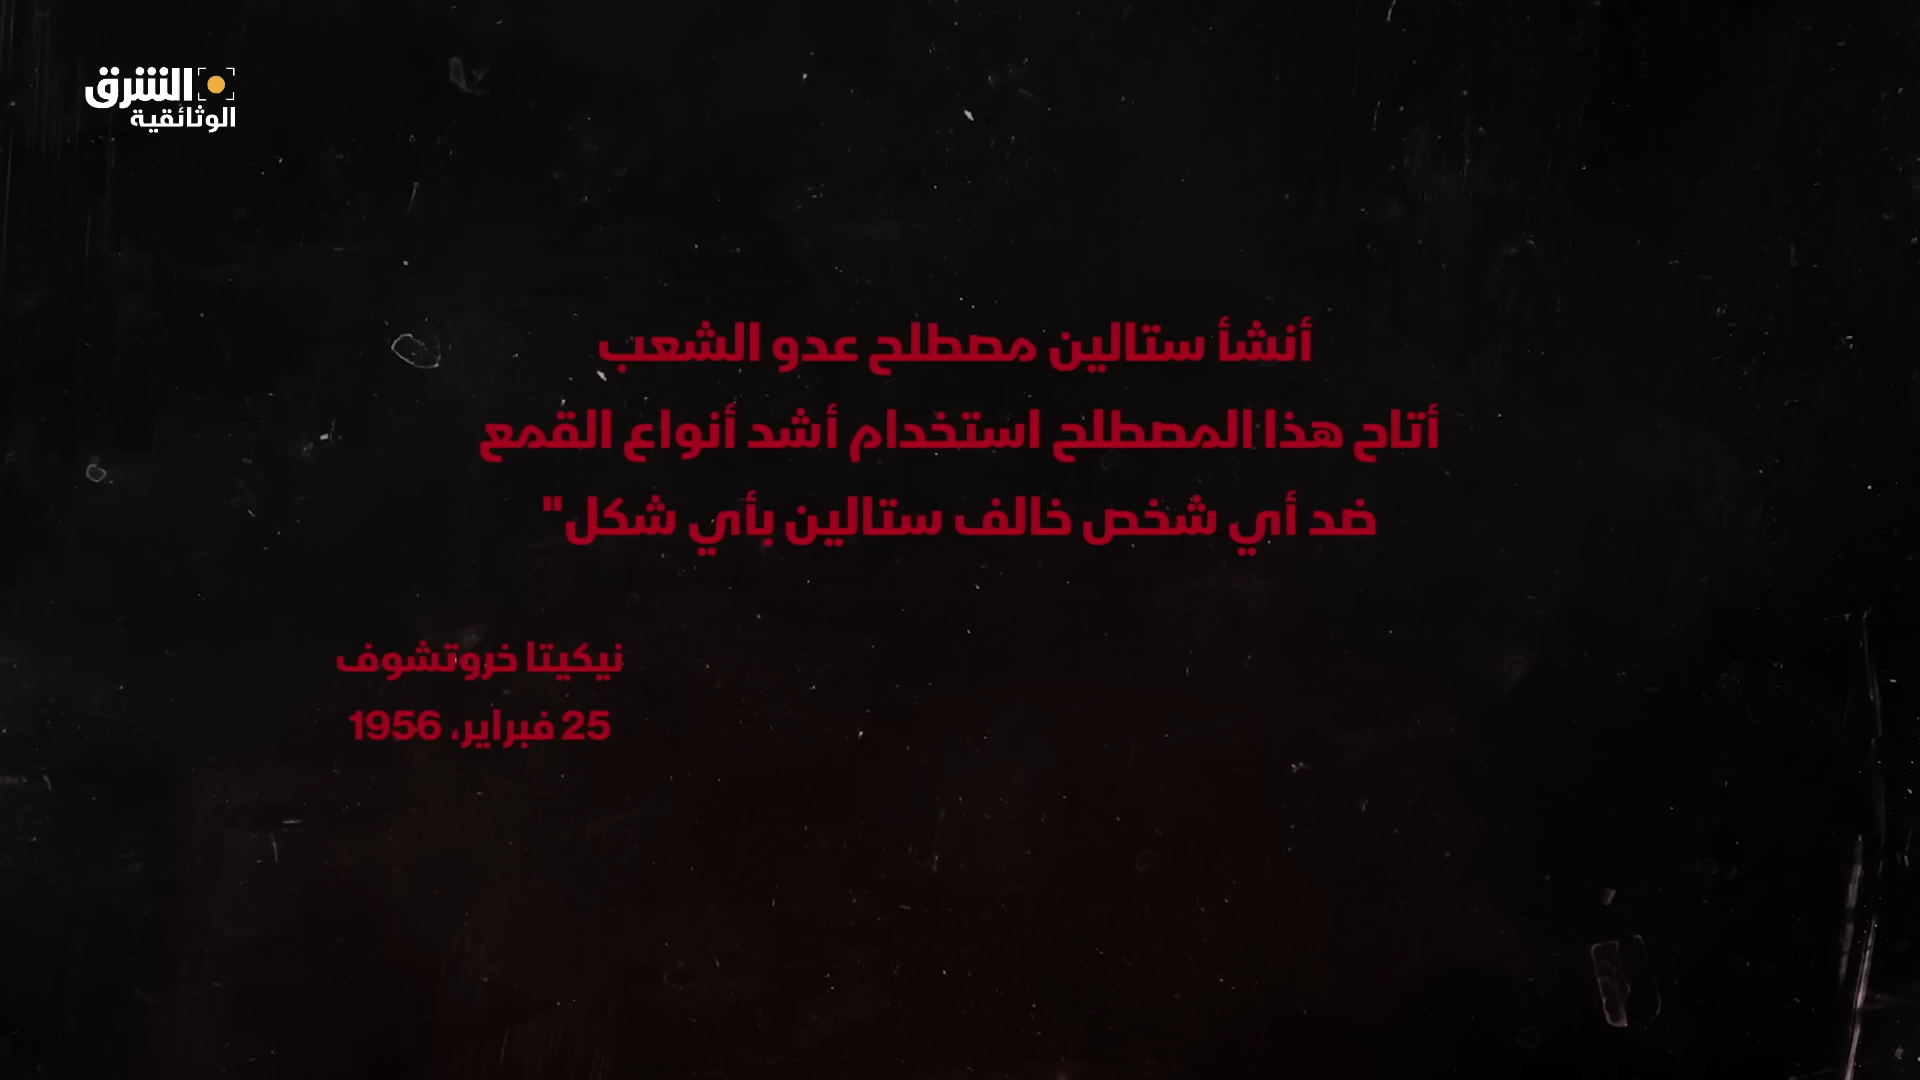 الشرق
الوثائقية
أنشأ ستالين مصطلح عدو الشعب
أتاح هذا المصطلح استخدام أشد أنواع القمع
ضد أي شخص خالف ستالين بأي شكل"
نيكيتا خروتشوف
25 فبراير، 1956